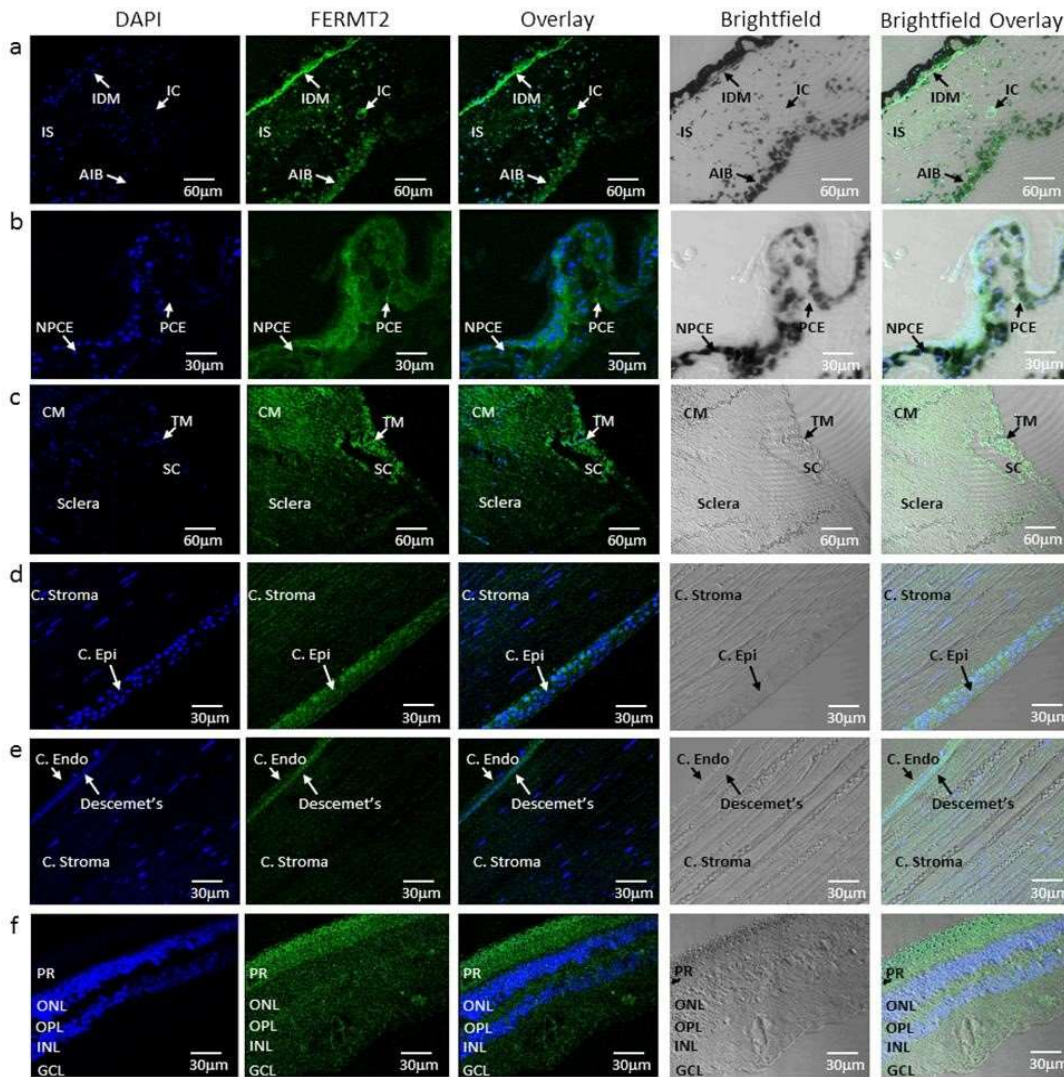 DAPI FERMT2 Overlay Brightfield Brightfield Overlay
a
IDM IC IDM IC IDM IC IDM IC IDM IC
IS IS IS IS IS
AIB AIB AIB AIB AIB
60µm 60µm 60µm 60µm 60µm
b
NPCE PCE NPCE PCE NPCE PCE NPCE PCE NPCE PCE
30µm 30µm 30µm 30µm 30µm
c
CM TM CM TM CM TM CM TM CM TM
SC SC SC SC SC
Sclera Sclera Sclera Sclera Sclera
60µm 60µm 60µm 60µm 60µm
d
C. Stroma C. Stroma C. Stroma C. Stroma C. Stroma
C. Epi C. Epi C. Epi C. Epi C. Epi
30µm 30µm 30µm 30µm 30µm
e
C. Endo C. Endo C. Endo C. Endo C. Endo
Descemet's Descemet's Descemet's Descemet's Descemet's
C. Stroma C. Stroma C. Stroma C. Stroma C. Stroma
30µm 30µm 30µm 30µm 30µm
f
PR PR PR PR PR
ONL ONL ONL ONL ONL
OPL OPL OPL OPL OPL
INL INL INL INL INL
GCL GCL GCL GCL GCL
30µm 30µm 30µm 30µm 30µm